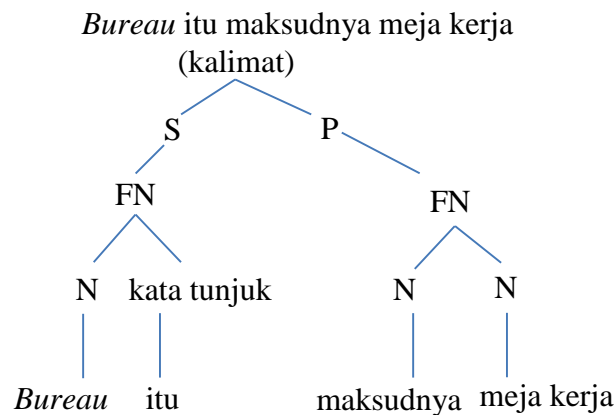 Bureau itu maksudnya meja kerja
(kalimat)
S P
FN FN
N kata tunjuk N N
Bureau itu maksudnya meja kerja